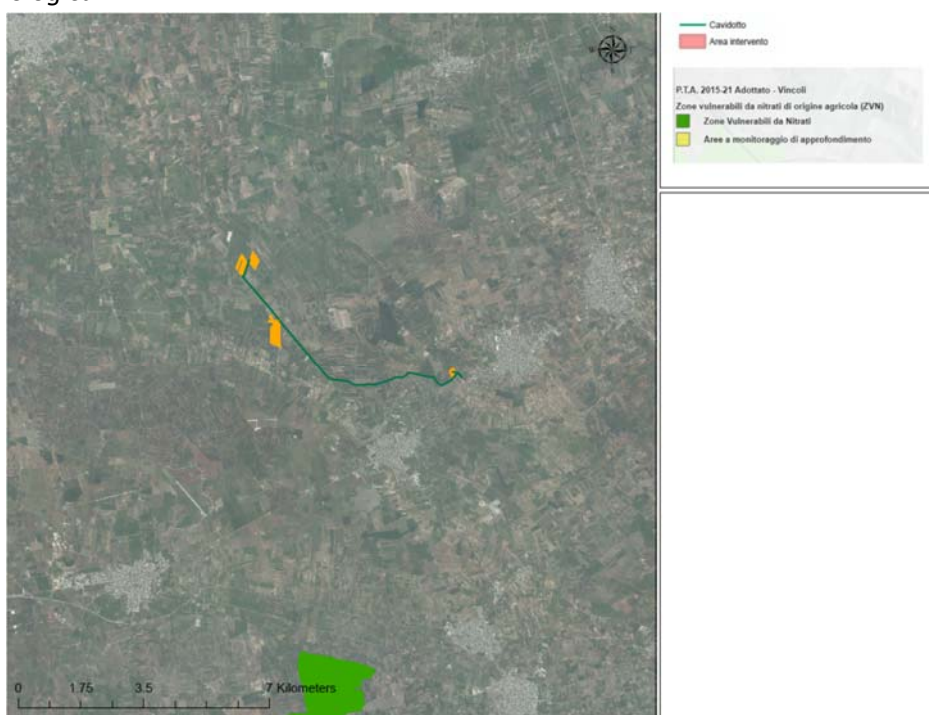 Cavidotto
Area intervento
P.T.A. 2015-21 Adottato - Vincoli
Zone vulnerabili da nitrati di origine agricola (ZVN)
Zone Vulnerabili da Nitrati
Aree a monitoraggio di approfondimento
0 1.75 3.5 7 Kilometers